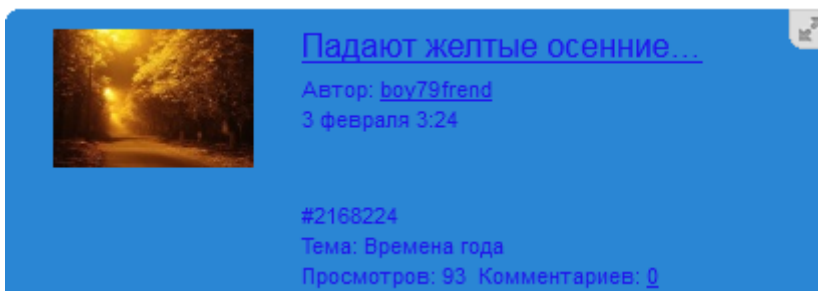 Падают желтые осенние...
Автор: boy79frend
3 февраля 3:24
#2168224
Тема: Времена года
Просмотров: 93 Комментариев: 0